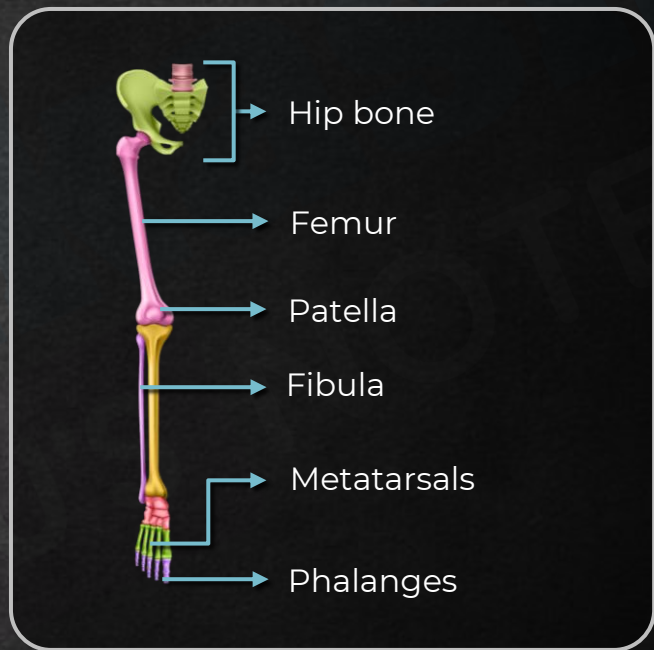 Hip bone
Femur
Patella
Fibula
Metatarsals
Phalanges